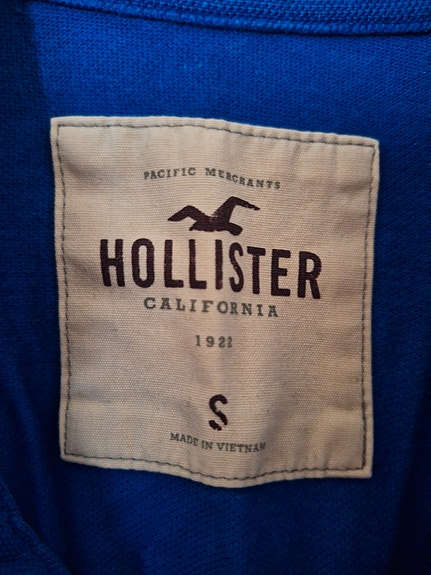 PACIFIC MERCHANTS
HOLLISTER
CALIFORNIA
1922
S
MADE IN VIETNAM